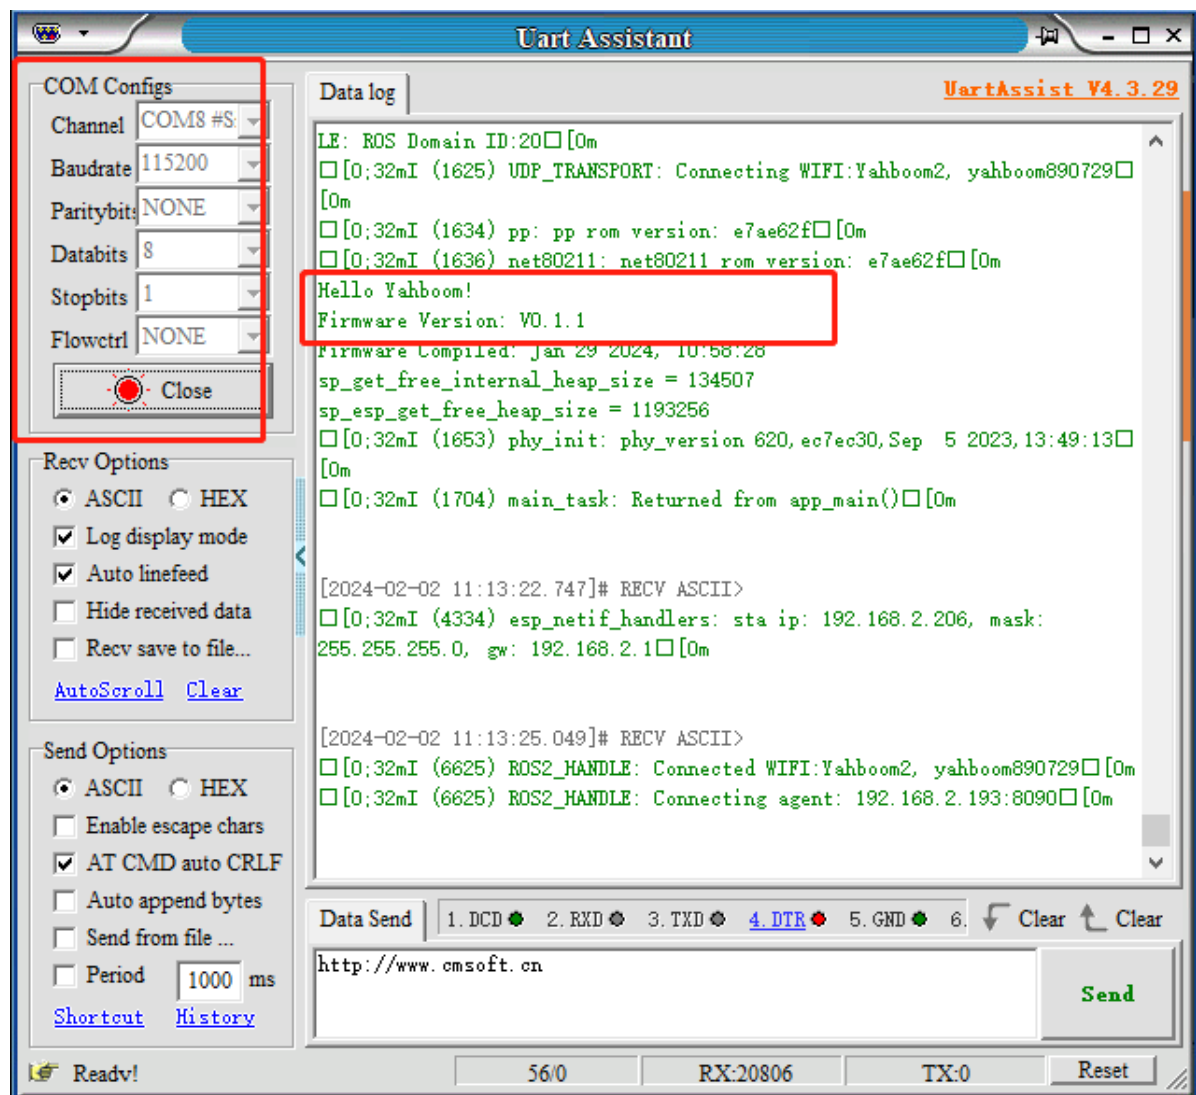 Uart Assistant
COM Configs
Channel COM8 #S
Baudrate 115200
Paritybit: NONE
Databits 8
Stopbits 1
Flowctrl NONE
Close
Recv Options
ASCII HEX
Log display mode
Auto linefeed
Hide received data
Recv save to file...
AutoScroll Clear
Send Options
ASCII HEX
Enable escape chars
AT CMD auto CRLF
Auto append bytes
Send from file ...
Period 1000 ms
Shortcut History
Data log
UartAssist V4.3.29
LE: ROS Domain ID:20□[0m
□[0;32mI (1625) UDP_TRANSPORT: Connecting WIFI:Yahboom2, yahboom890729□
[0m
□[0;32mI (1634) pp: pp rom version: e7ae62f□[0m
□[0;32mI (1636) net80211: net80211 rom version: e7ae62f□[0m
Hello Yahboom!
Firmware Version: V0.1.1
Firmware Compiled: Jan 29 2024, 10:58:28
sp_get_free_internal_heap_size = 134507
sp_esp_get_free_heap_size = 1193256
□[0;32mI (1653) phy_init: phy_version 620,ec7ec30,Sep  5 2023,13:49:13□
[0m
□[0;32mI (1704) main_task: Returned from app_main()□[0m
[2024-02-02 11:13:22.747]# RECV ASCII>
□[0;32mI (4334) esp_netif_handlers: sta ip: 192.168.2.206, mask:
255.255.255.0, gw: 192.168.2.1□[0m
[2024-02-02 11:13:25.049]# RECV ASCII>
□[0;32mI (6625) ROS2_HANDLE: Connected WIFI:Yahboom2, yahboom890729□[0m
□[0;32mI (6625) ROS2_HANDLE: Connecting agent: 192.168.2.193:8090□[0m
Data Send 1. DCD 2. RXD 3. TXD 4. DTR 5. GND 6. Clear Clear
http://www.cmsoft.cn
Send
Ready! 56/0 RX:20806 TX:0 Reset